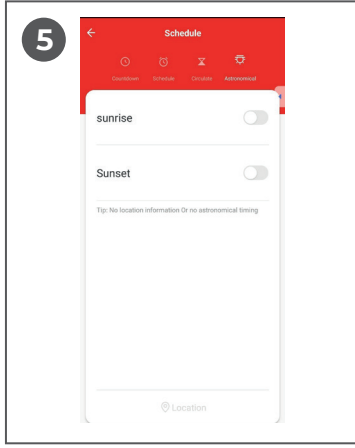 5
Schedule
Countdown Schedule Circulate Astronomical
sunrise
Sunset
Tip: No location information Or no astronomical timing
Location